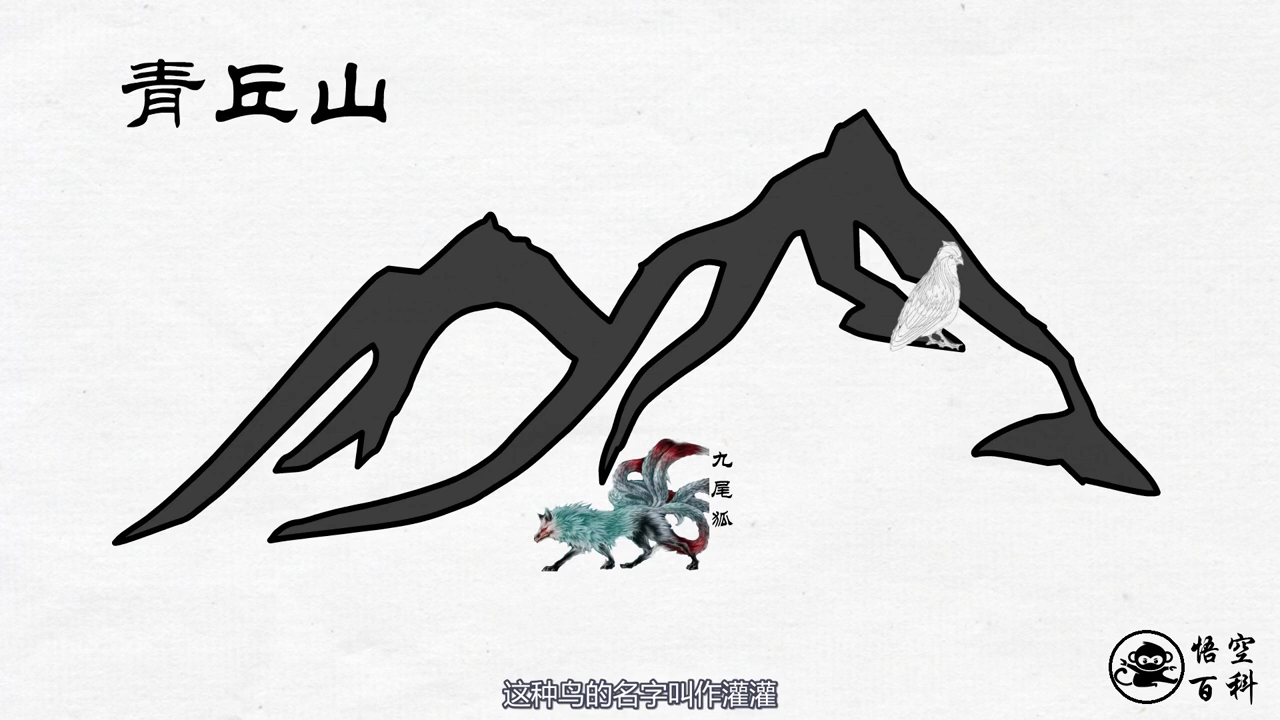 青丘山
九尾狐
这种鸟的名字叫作灌灌
悟空
百科